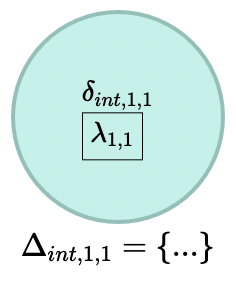 δ_{int,1,1}
λ_{1,1}
Δ_{int,1,1} = {...}